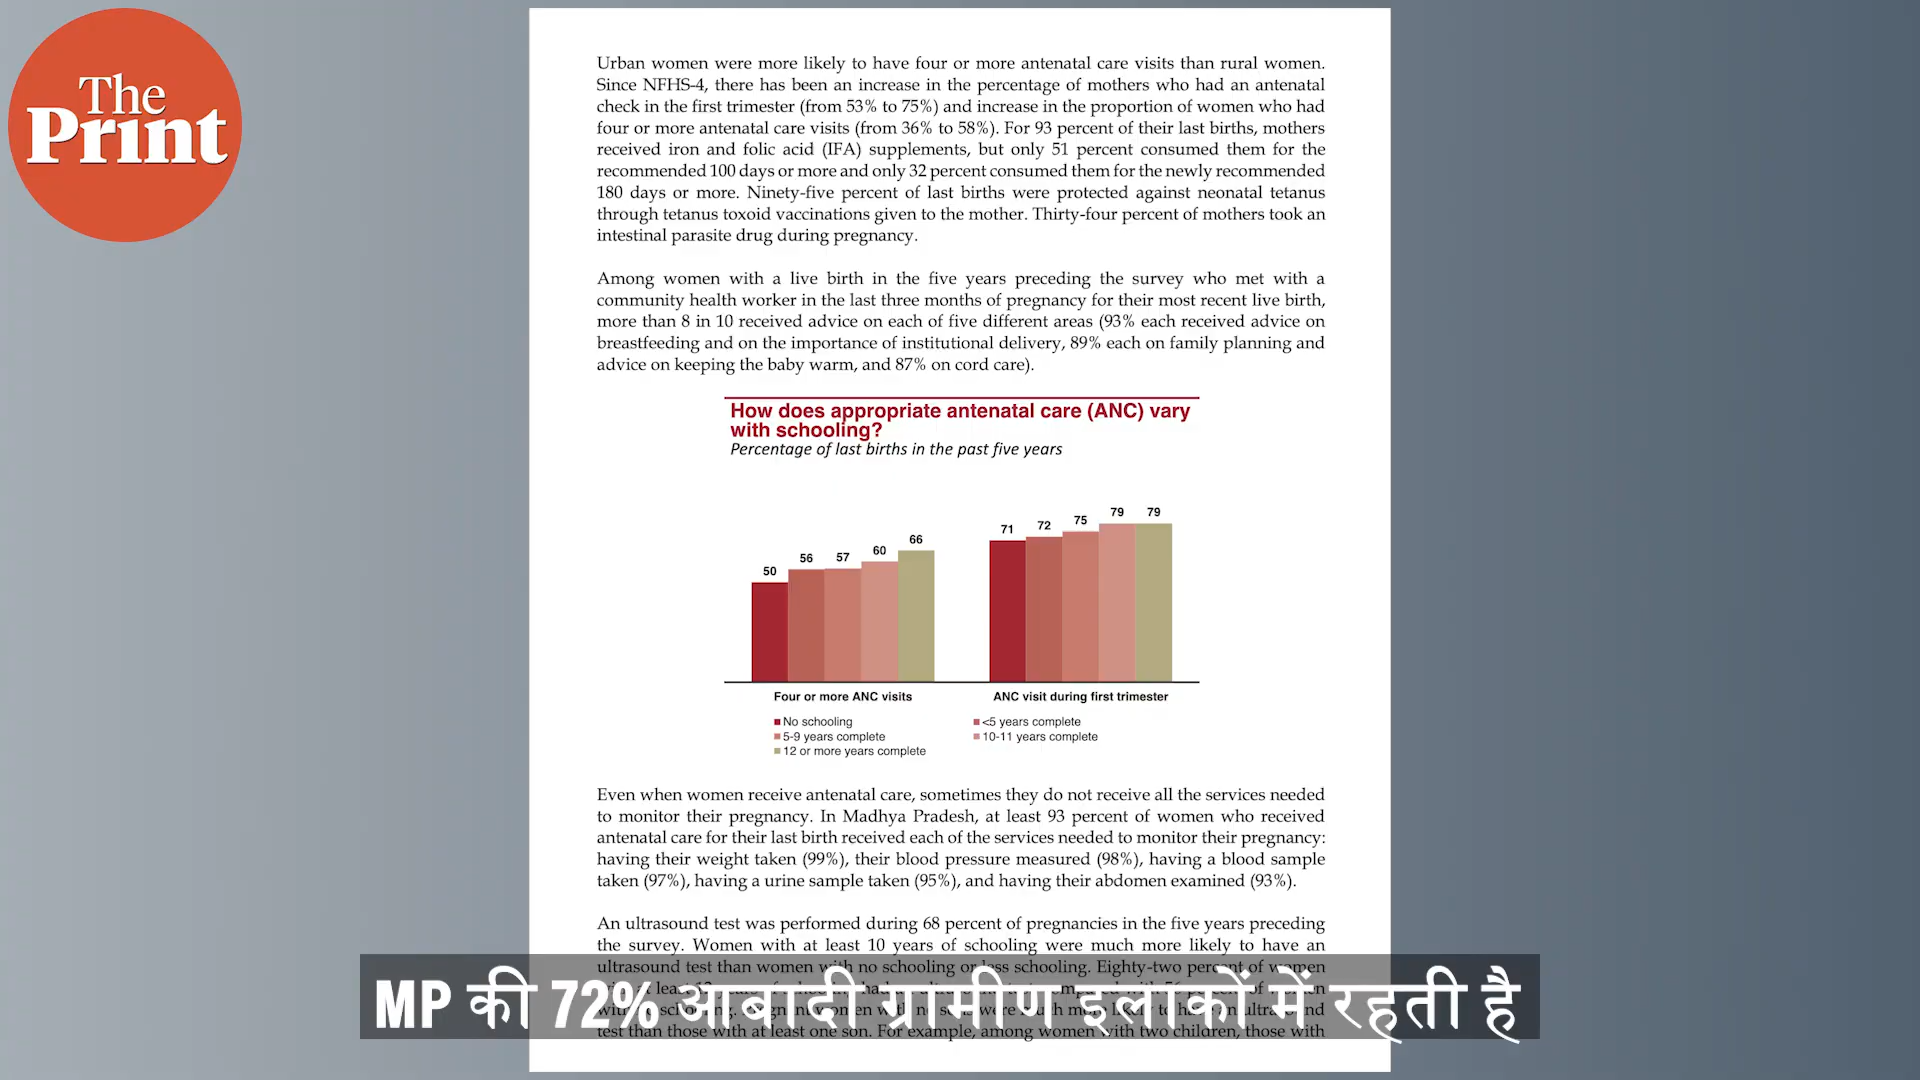 The
Print
Urban women were more likely to have four or more antenatal care visits than rural women.
Since NFHS-4, there has been an increase in the percentage of mothers who had an antenatal
check in the first trimester (from 53% to 75%) and increase in the proportion of women who had
four or more antenatal care visits (from 36% to 58%). For 93 percent of their last births, mothers
received iron and folic acid (IFA) supplements, but only 51 percent consumed them for the
recommended 100 days or more and only 32 percent consumed them for the newly recommended
180 days or more. Ninety-five percent of last births were protected against neonatal tetanus
through tetanus toxoid vaccinations given to the mother. Thirty-four percent of mothers took an
intestinal parasite drug during pregnancy.
Among women with a live birth in the five years preceding the survey who met with a
community health worker in the last three months of pregnancy for their most recent live birth,
more than 8 in 10 received advice on each of five different areas (93% each received advice on
breastfeeding and on the importance of institutional delivery, 89% each on family planning and
advice on keeping the baby warm, and 87% on cord care).
How does appropriate antenatal care (ANC) vary
with schooling?
Percentage of last births in the past five years
50 56 57 60 66
71 72 75 79 79
Four or more ANC visits
ANC visit during first trimester
No schooling
<5 years complete
5-9 years complete
10-11 years complete
12 or more years complete
Even when women receive antenatal care, sometimes they do not receive all the services needed
to monitor their pregnancy. In Madhya Pradesh, at least 93 percent of women who received
antenatal care for their last birth received each of the services needed to monitor their pregnancy:
having their weight taken (99%), their blood pressure measured (98%), having a blood sample
taken (97%), having a urine sample taken (95%), and having their abdomen examined (93%).
An ultrasound test was performed during 68 percent of pregnancies in the five years preceding
the survey. Women with at least 10 years of schooling were much more likely to have an
ultrasound test than women with no schooling or less schooling. Eighty-two percent of women
test than those with at least one son. For example, among women with two children, those with
MP की 72% आबादी ग्रामीण इलाकों में रहती है